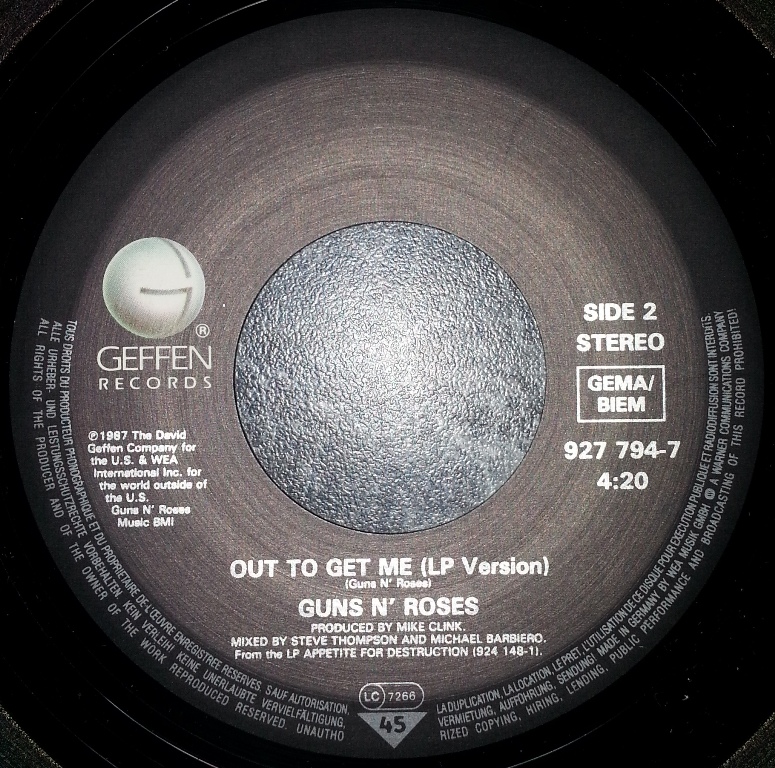 G
®
GEFFEN
RECORDS
℗1987 The David
Geffen Company for
the U.S. & WEA
International Inc. for
the world outside of
the U.S.
Guns N' Roses
Music BMI
SIDE 2
STEREO
GEMA/
BIEM
927 794-7
4:20
OUT TO GET ME (LP Version)
(Guns N' Roses)
GUNS N' ROSES
PRODUCED BY MIKE CLINK.
MIXED BY STEVE THOMPSON AND MICHAEL BARBIERO.
From the LP APPETITE FOR DESTRUCTION (924 148-1).
LC 7266
45
TOUS DROITS DU PRODUCTEUR PHONOGRAPHIQUE ET DU PROPRIETAIRE DE L'ŒUVRE ENREGISTREE RESERVES. SAUF AUTORISATION,
LA DUPLICATION, LA LOCATION, LE PRET, L'UTILISATION DE CE DISQUE POUR EXECUTION PUBLIQUE ET RADIODIFFUSION SONT INTERDITS.
ALLE URHEBER- UND LEISTUNGSSCHUTZRECHTE VORBEHALTEN. KEIN VERLEIH! KEINE UNERLAUBTE VERVIELFÄLTIGUNG,
VERMIETUNG, AUFFÜHRUNG, SENDUNG! MADE IN GERMANY BY WEA MUSIK GMBH A WARNER COMMUNICATIONS COMPANY
ALL RIGHTS OF THE PRODUCER AND OF THE OWNER OF THE WORK REPRODUCED RESERVED. UNAUTHO
RIZED COPYING, HIRING, LENDING, PUBLIC PERFORMANCE AND BROADCASTING OF THIS RECORD PROHIBITED!